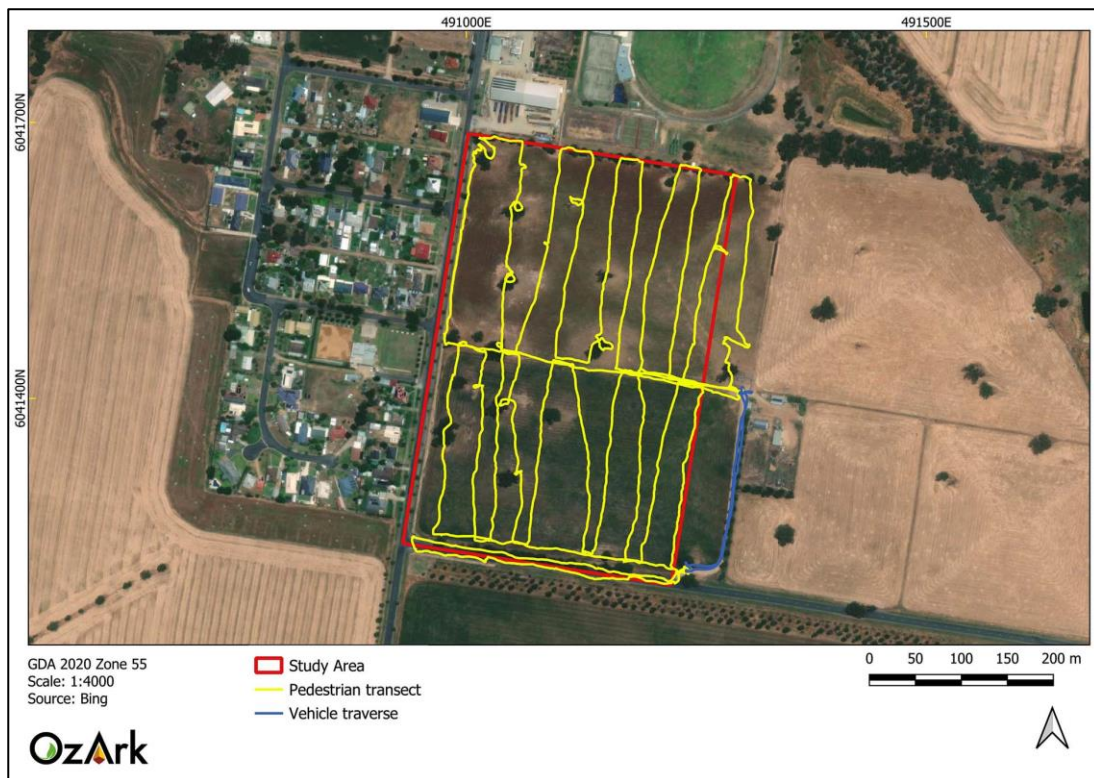 491000E
491500E
6041700N
6041400N
GDA 2020 Zone 55
Scale: 1:4000
Source: Bing
Study Area
Pedestrian transect
Vehicle traverse
0 50 100 150 200 m
OzArk